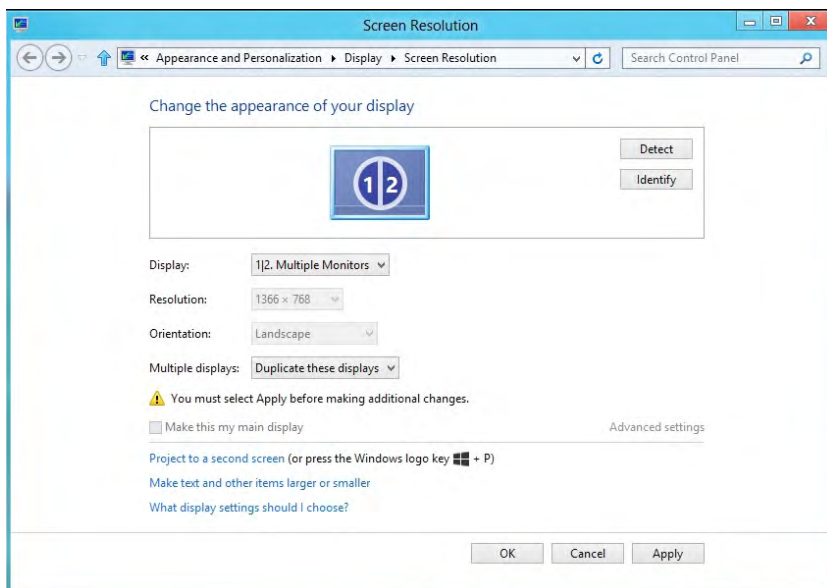 Screen Resolution
« Appearance and Personalization ▸ Display ▸ Screen Resolution
Search Control Panel
Change the appearance of your display
1|2
Detect
Identify
Display: 1|2. Multiple Monitors
Resolution: 1366 × 768
Orientation: Landscape
Multiple displays: Duplicate these displays
You must select Apply before making additional changes.
Make this my main display Advanced settings
Project to a second screen (or press the Windows logo key + P)
Make text and other items larger or smaller
What display settings should I choose?
OK Cancel Apply